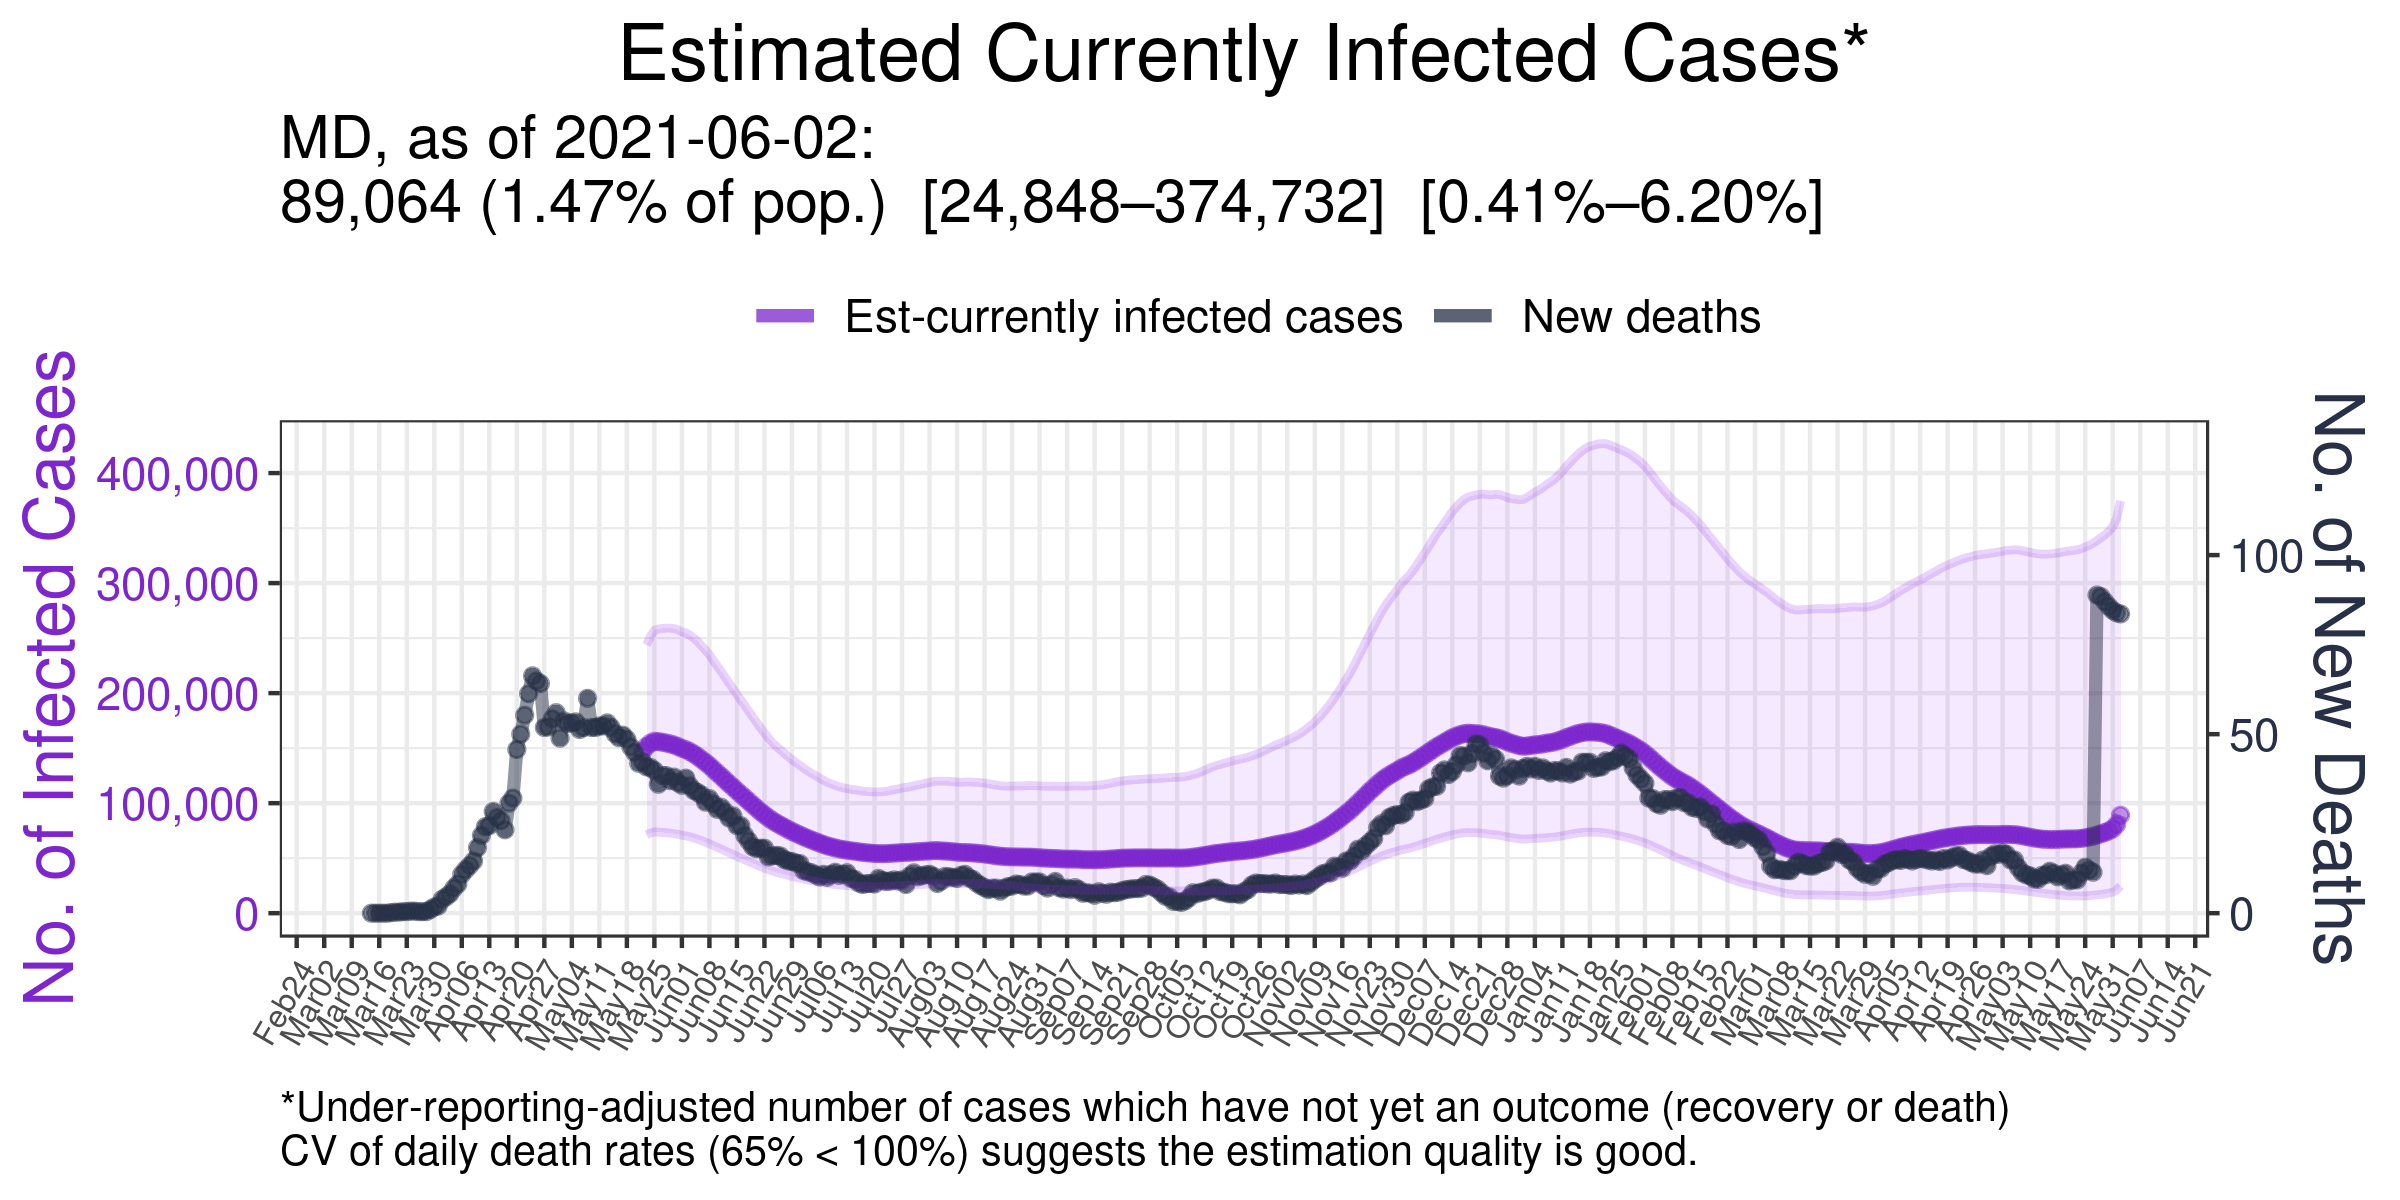 Estimated Currently Infected Cases*
MD, as of 2021-06-02:
89,064 (1.47% of pop.) [24,848–374,732] [0.41%–6.20%]
Est-currently infected cases New deaths
No. of Infected Cases
400,000
300,000
200,000
100,000
0
100
50
0
No. of New Deaths
Feb24 Mar02 Mar09 Mar16 Mar23 Mar30 Apr06 Apr13 Apr20 Apr27 May04 May11 May18 May25 Jun01 Jun08 Jun15 Jun22 Jun29 Jul06 Jul13 Jul20 Jul27 Aug03 Aug10 Aug17 Aug24 Aug31 Sep07 Sep14 Sep21 Sep28 Oct05 Oct12 Oct19 Oct26 Nov02 Nov09 Nov16 Nov23 Nov30 Dec07 Dec14 Dec21 Dec28 Jan04 Jan11 Jan18 Jan25 Feb01 Feb08 Feb15 Feb22 Mar01 Mar08 Mar15 Mar22 Mar29 Apr05 Apr12 Apr19 Apr26 May03 May10 May17 May24 May31 Jun07 Jun14 Jun21
*Under-reporting-adjusted number of cases which have not yet an outcome (recovery or death)
CV of daily death rates (65% < 100%) suggests the estimation quality is good.